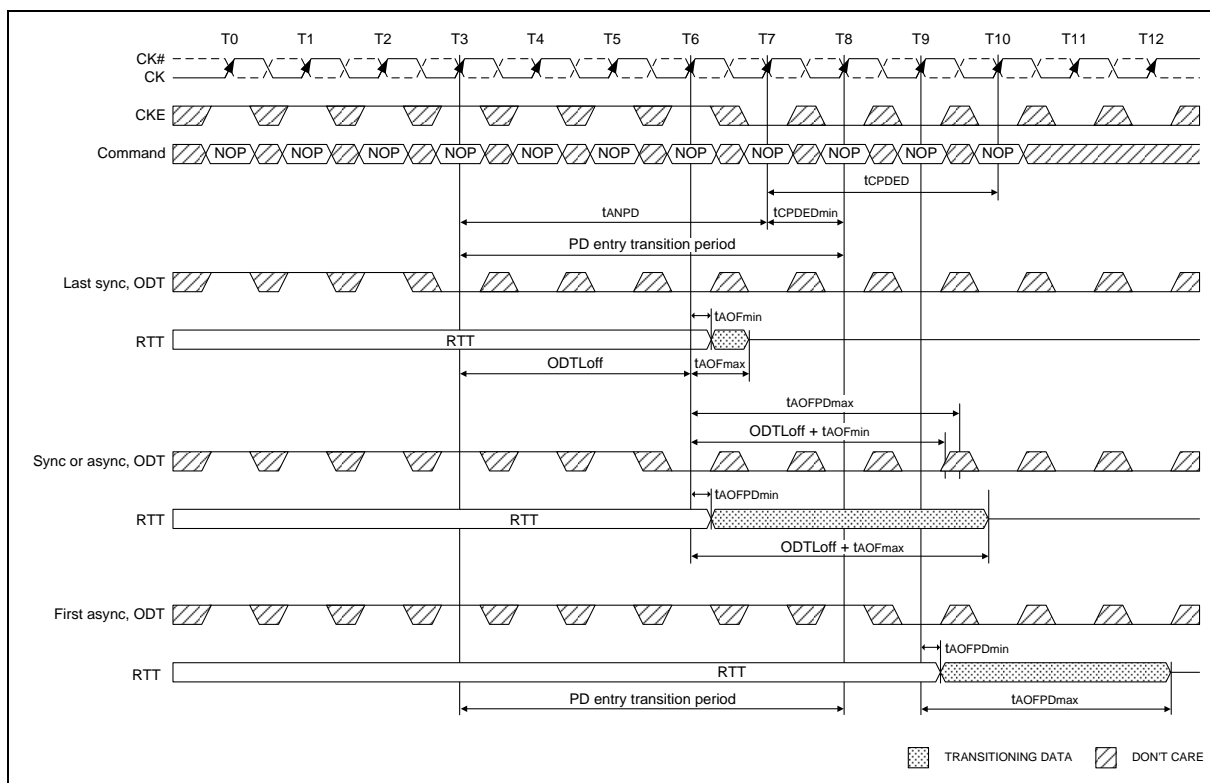 T0 T1 T2 T3 T4 T5 T6 T7 T8 T9 T10 T11 T12
CK#
CK
CKE
Command NOP NOP NOP NOP NOP NOP NOP NOP NOP NOP NOP
tCPDED
tANPD tCPDEDmin
PD entry transition period
Last sync, ODT
tAOFmin
RTT RTT
ODTLoff tAOFmax
tAOFPDmax
ODTLoff + tAOFmin
Sync or async, ODT
tAOFPDmin
RTT RTT
ODTLoff + tAOFmax
First async, ODT
tAOFPDmin
RTT RTT
PD entry transition period tAOFPDmax
TRANSITIONING DATA DON'T CARE